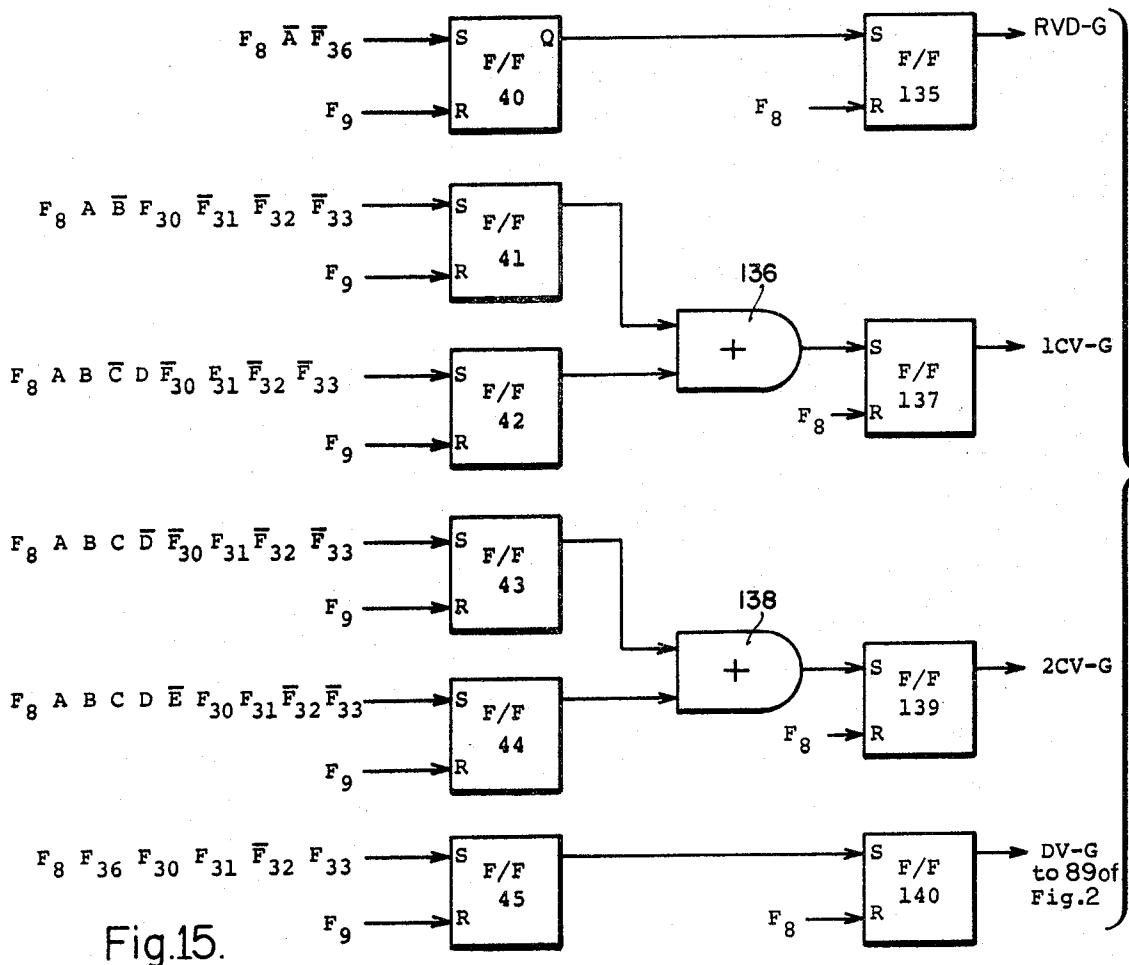 F8 A̅ F̅36 S Q F/F 40 S F/F 135 RVD-G
F9 R F8 R
F8 A B̅ F30 F̅31 F̅32 F̅33 S F/F 41
F9 R
136
+
S F/F 137 1CV-G
F8 R
F8 A B C̅ D F̅30 F31 F̅32 F̅33 S F/F 42
F9 R
F8 A B C D̅ F̅30 F31 F̅32 F̅33 S F/F 43
F9 R
138
+
S F/F 139 2CV-G
F8 R
F8 A B C D E̅ F30 F31 F̅32 F̅33 S F/F 44
F9 R
F8 F36 F30 F31 F̅32 F33 S F/F 45 S F/F 140 DV-G
to 89 of
Fig.2
F9 R F8 R
Fig.15.